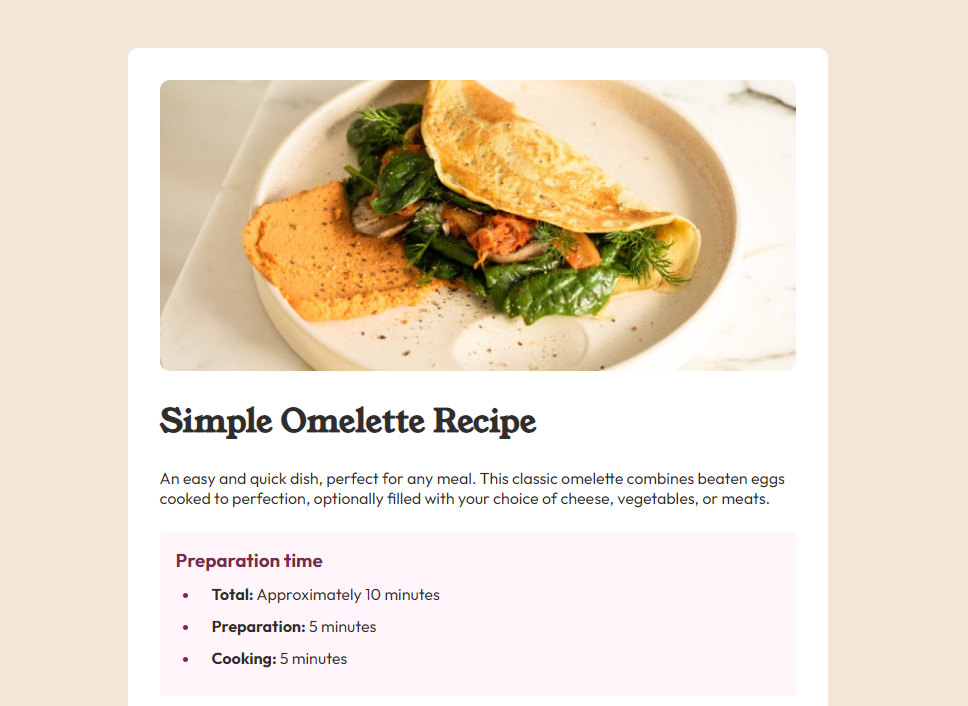 Simple Omelette Recipe
An easy and quick dish, perfect for any meal. This classic omelette combines beaten eggs
cooked to perfection, optionally filled with your choice of cheese, vegetables, or meats.
Preparation time
• Total: Approximately 10 minutes
• Preparation: 5 minutes
• Cooking: 5 minutes